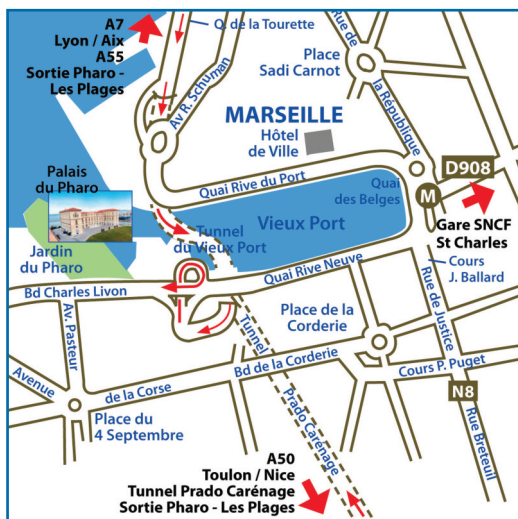 A7
Lyon / Aix
A55
Sortie Pharo -
Les Plages
Q. de la Tourette
Av R. Schuman
Place
Sadi Carnot
Rue de
la République
MARSEILLE
Hôtel
de Ville
D908
M
Gare SNCF
St Charles
Quai Rive du Port
Quai
des Belges
Palais
du Pharo
Tunnel
du Vieux Port
Vieux Port
Jardin
du Pharo
Quai Rive Neuve
Cours
J. Ballard
Bd Charles Livon
Rue de Justice
Av. Pasteur
Tunnel
Prado Carénage
Place de la
Corderie
Bd de la Corderie
Cours P. Puget
Avenue
de la Corse
N8
Place du
4 Septembre
Rue Breteuil
A50
Toulon / Nice
Tunnel Prado Carénage
Sortie Pharo - Les Plages